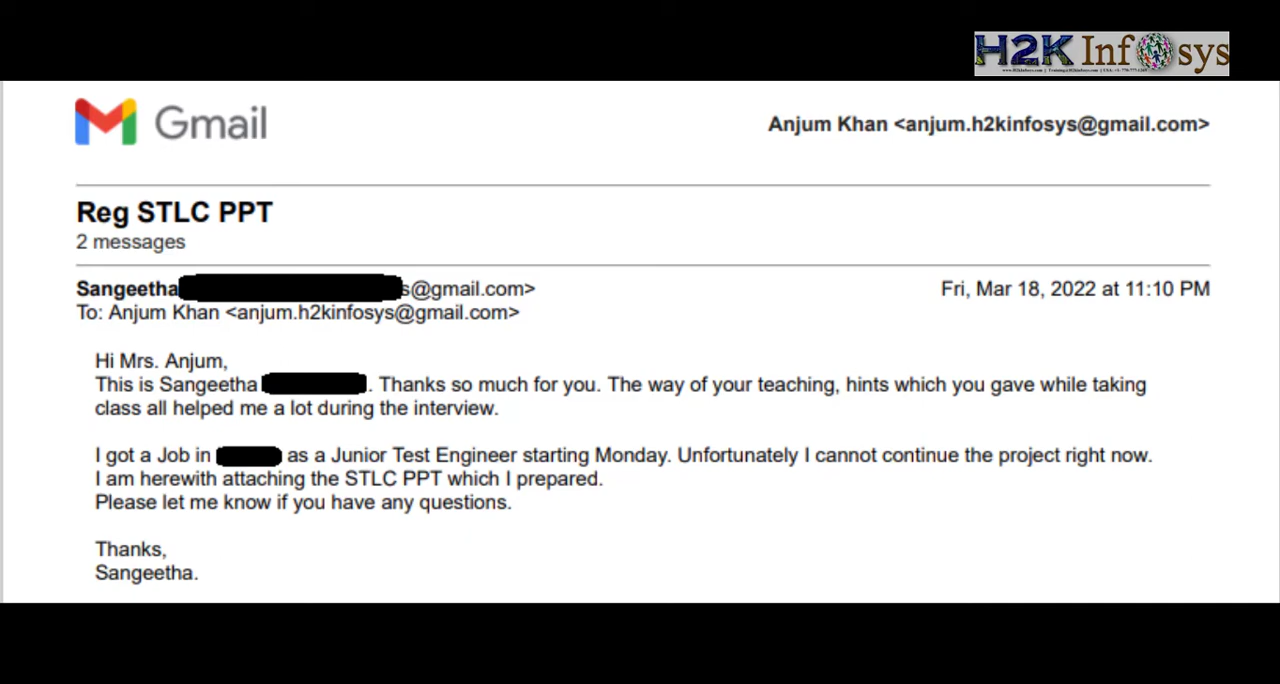 H2K Infosys
Gmail
Anjum Khan <anjum.h2kinfosys@gmail.com>
Reg STLC PPT
2 messages
Sangeetha s@gmail.com>
Fri, Mar 18, 2022 at 11:10 PM
To: Anjum Khan <anjum.h2kinfosys@gmail.com>
Hi Mrs. Anjum,
This is Sangeetha . Thanks so much for you. The way of your teaching, hints which you gave while taking
class all helped me a lot during the interview.
I got a Job in as a Junior Test Engineer starting Monday. Unfortunately I cannot continue the project right now.
I am herewith attaching the STLC PPT which I prepared.
Please let me know if you have any questions.
Thanks,
Sangeetha.